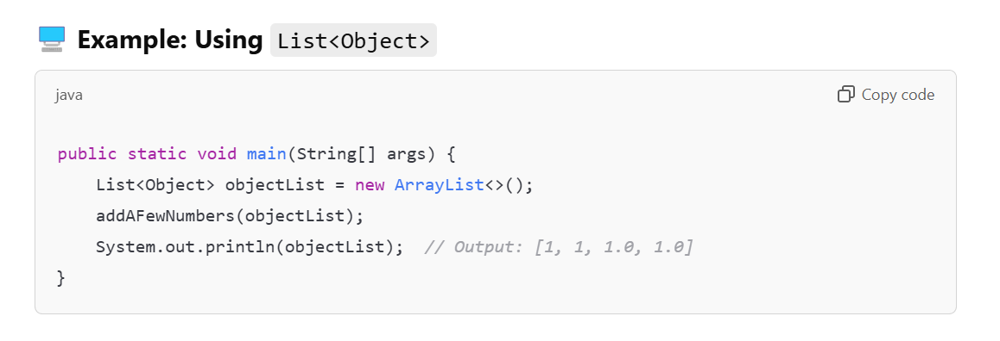 Example: Using List<Object>
java
Copy code
public static void main(String[] args) {
    List<Object> objectList = new ArrayList<>();
    addAFewNumbers(objectList);
    System.out.println(objectList);  // Output: [1, 1, 1.0, 1.0]
}